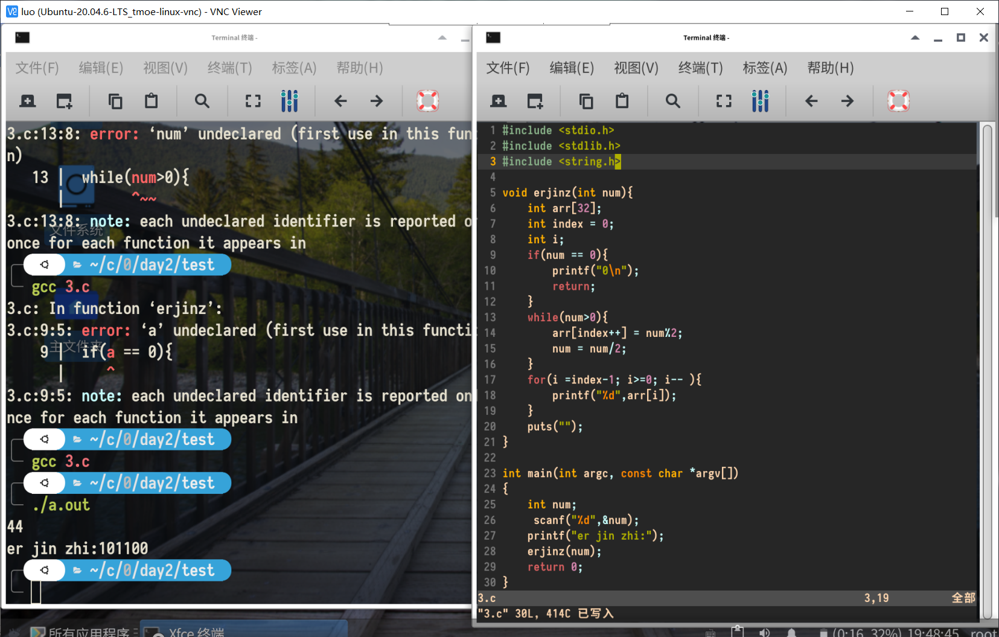 luo (Ubuntu-20.04.6-LTS_tmoe-linux-vnc) - VNC Viewer
Terminal 终端 -
文件(F) 编辑(E) 视图(V) 终端(T) 标签(A) 帮助(H)
3.c:13:8: error: ‘num’ undeclared (first use in this fun
n)
13 | while(num>0){
| ^~~
3.c:13:8: note: each undeclared identifier is reported o
once for each function it appears in
文件系统
~/c/0/day2/test
gcc 3.c
3.c: In function ‘erjinz’:
3.c:9:5: error: ‘a’ undeclared (first use in this functi
9 | if(a == 0){
| ^
主文件夹
3.c:9:5: note: each undeclared identifier is reported on
nce for each function it appears in
~/c/0/day2/test
gcc 3.c
~/c/0/day2/test
./a.out
44
er jin zhi:101100
~/c/0/day2/test
Terminal 终端 -
文件(F) 编辑(E) 视图(V) 终端(T) 标签(A) 帮助(H)
1 #include <stdio.h>
2 #include <stdlib.h>
3 #include <string.h>
4
5 void erjinz(int num){
6 int arr[32];
7 int index = 0;
8 int i;
9 if(num == 0){
10 printf("0\n");
11 return;
12 }
13 while(num>0){
14 arr[index++] = num%2;
15 num = num/2;
16 }
17 for(i =index-1; i>=0; i-- ){
18 printf("%d",arr[i]);
19 }
20 puts("");
21 }
22
23 int main(int argc, const char *argv[])
24 {
25 int num;
26 scanf("%d",&num);
27 printf("er jin zhi:");
28 erjinz(num);
29 return 0;
30 }
3.c 3,19 全部
"3.c" 30L, 414C 已写入
所有应用程序 Xfce 终端 (0:16, 32%) 19:48:45 root